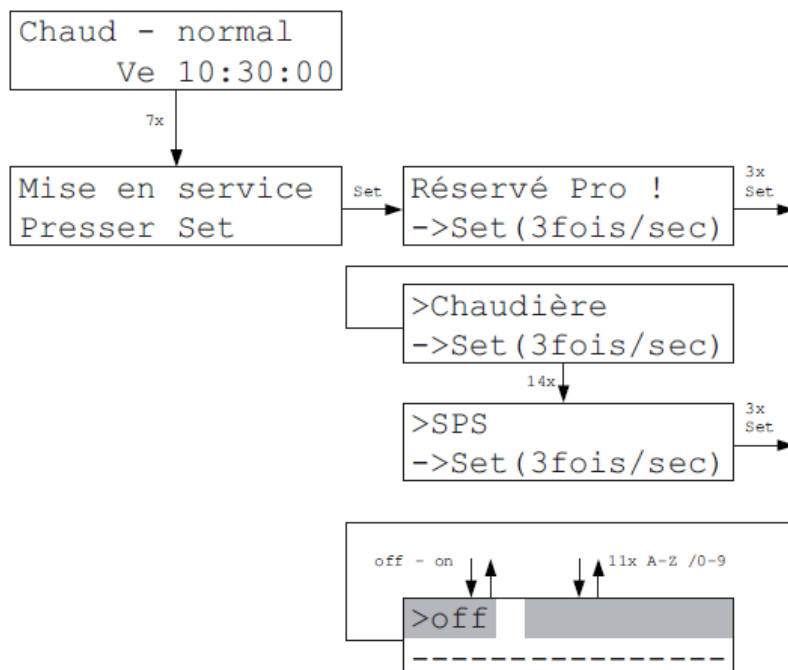 Chaud - normal
Ve 10:30:00
7x
Mise en service
Presser Set
Set
Réservé Pro !
->Set(3fois/sec)
3x
Set
>Chaudière
->Set(3fois/sec)
14x
>SPS
->Set(3fois/sec)
3x
Set
off - on
11x A-Z /0-9
>off
----------------